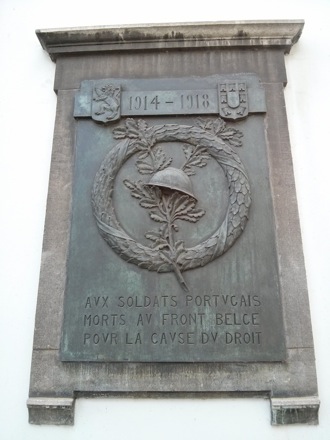 1914 - 1918
AVX SOLDATS PORTVGAIS
MORTS AV FRONT BELGE
POVR LA CAVSE DV DROIT